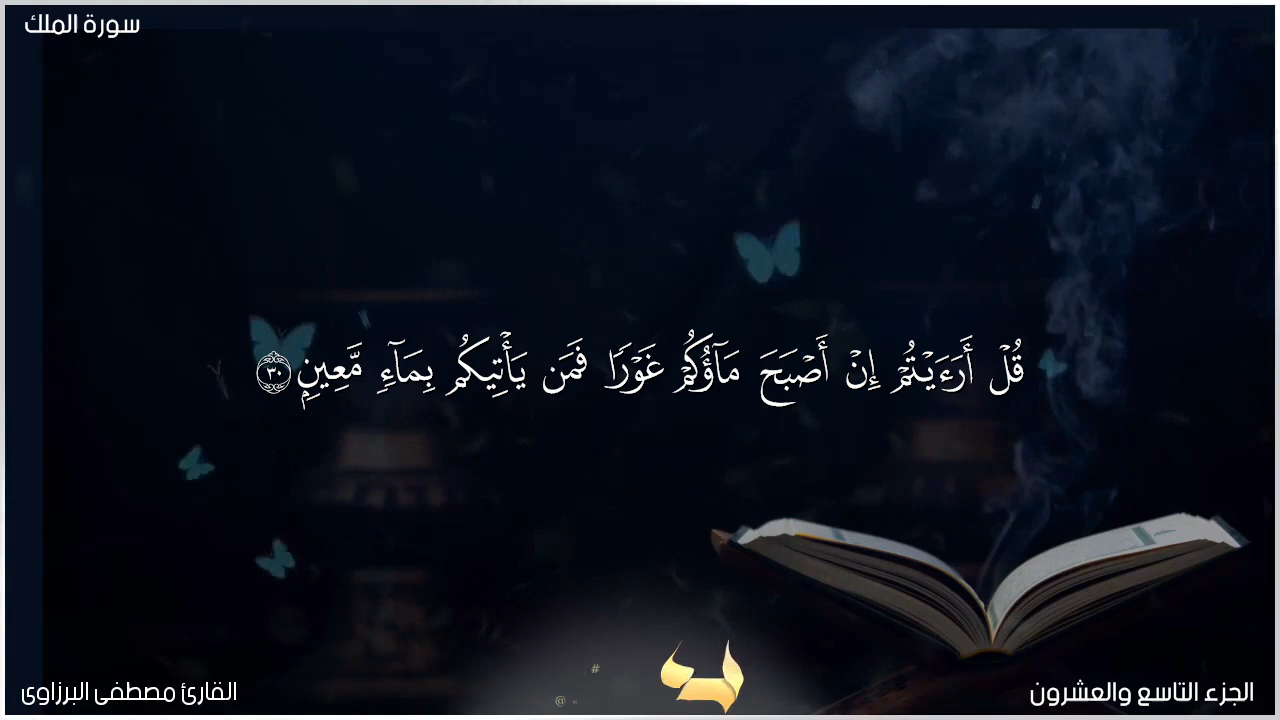 سورة الملك
قُلْ أَرَءَيْتُمْ إِنْ أَصْبَحَ مَآؤُكُمْ غَوْرًا فَمَن يَأْتِيكُم بِمَآءٍ مَّعِينٍۭ ٣٠
#
@ "
القارئ مصطفى البرزاوى
الجزء التاسع والعشرون